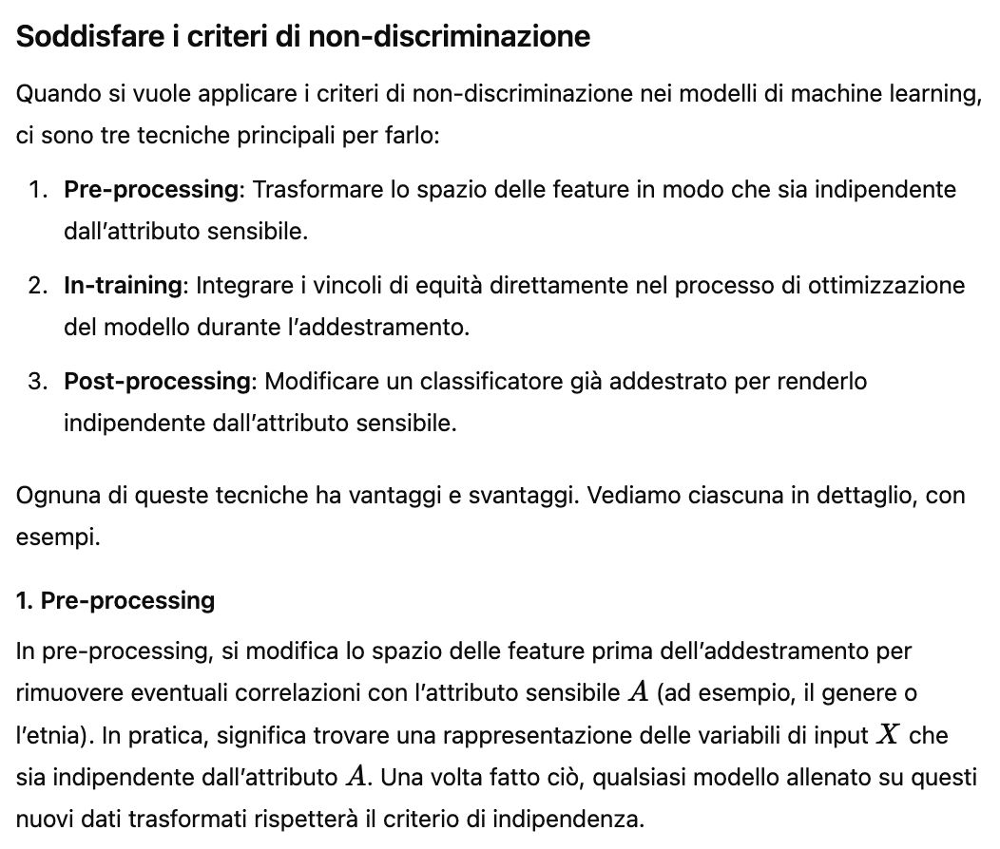 Soddisfare i criteri di non-discriminazione
Quando si vuole applicare i criteri di non-discriminazione nei modelli di machine learning,
ci sono tre tecniche principali per farlo:
1. Pre-processing: Trasformare lo spazio delle feature in modo che sia indipendente
dall'attributo sensibile.
2. In-training: Integrare i vincoli di equità direttamente nel processo di ottimizzazione
del modello durante l'addestramento.
3. Post-processing: Modificare un classificatore già addestrato per renderlo
indipendente dall'attributo sensibile.
Ognuna di queste tecniche ha vantaggi e svantaggi. Vediamo ciascuna in dettaglio, con
esempi.
1. Pre-processing
In pre-processing, si modifica lo spazio delle feature prima dell'addestramento per
rimuovere eventuali correlazioni con l'attributo sensibile A (ad esempio, il genere o
l'etnia). In pratica, significa trovare una rappresentazione delle variabili di input X che
sia indipendente dall'attributo A. Una volta fatto ciò, qualsiasi modello allenato su questi
nuovi dati trasformati rispetterà il criterio di indipendenza.